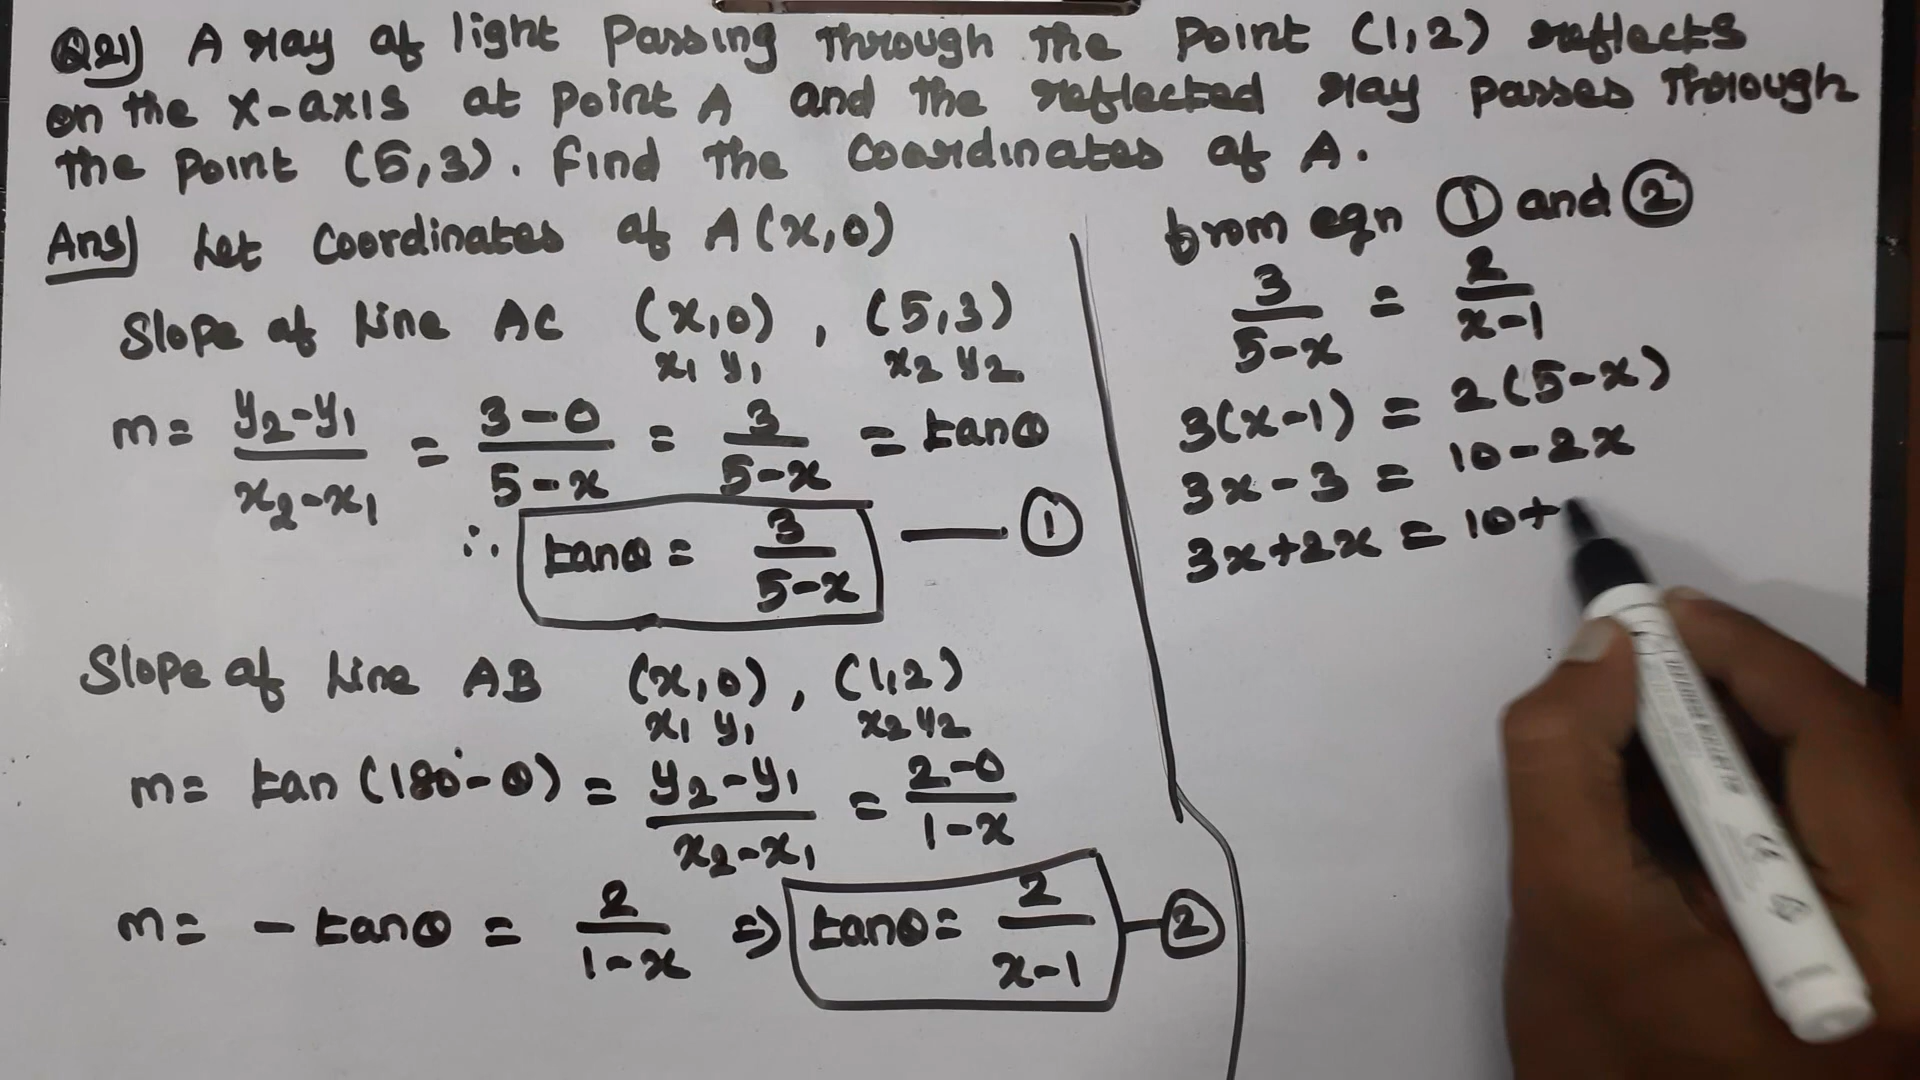 Q21) A ray of light passing through the point (1,2) reflects
on the x-axis at point A and the reflected ray passes through
the point (5,3). Find the coordinates of A.
Ans) Let coordinates of A(x,0)
Slope of line AC (x,0), (5,3)
x₁ y₁ x₂ y₂
m = (y₂-y₁)/(x₂-x₁) = (3-0)/(5-x) = 3/(5-x) = tanθ
∴ tanθ = 3/(5-x) — ①
Slope of line AB (x,0), (1,2)
x₁ y₁ x₂ y₂
m = tan(180°-θ) = (y₂-y₁)/(x₂-x₁) = (2-0)/(1-x)
m = -tanθ = 2/(1-x) ⇒ tanθ = 2/(x-1) — ②
from eqn ① and ②
3/(5-x) = 2/(x-1)
3(x-1) = 2(5-x)
3x-3 = 10-2x
3x+2x = 10+